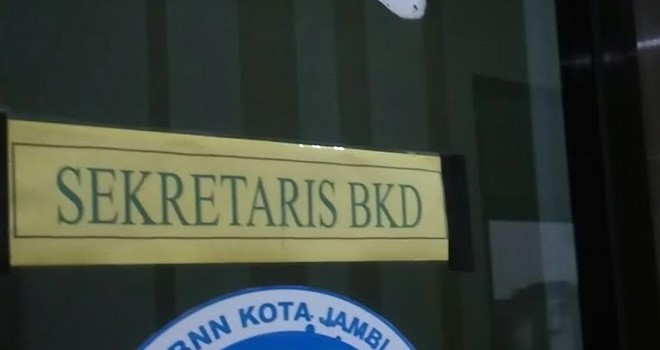 SEKRETARIS BKD
BNN KOTA JAMBI